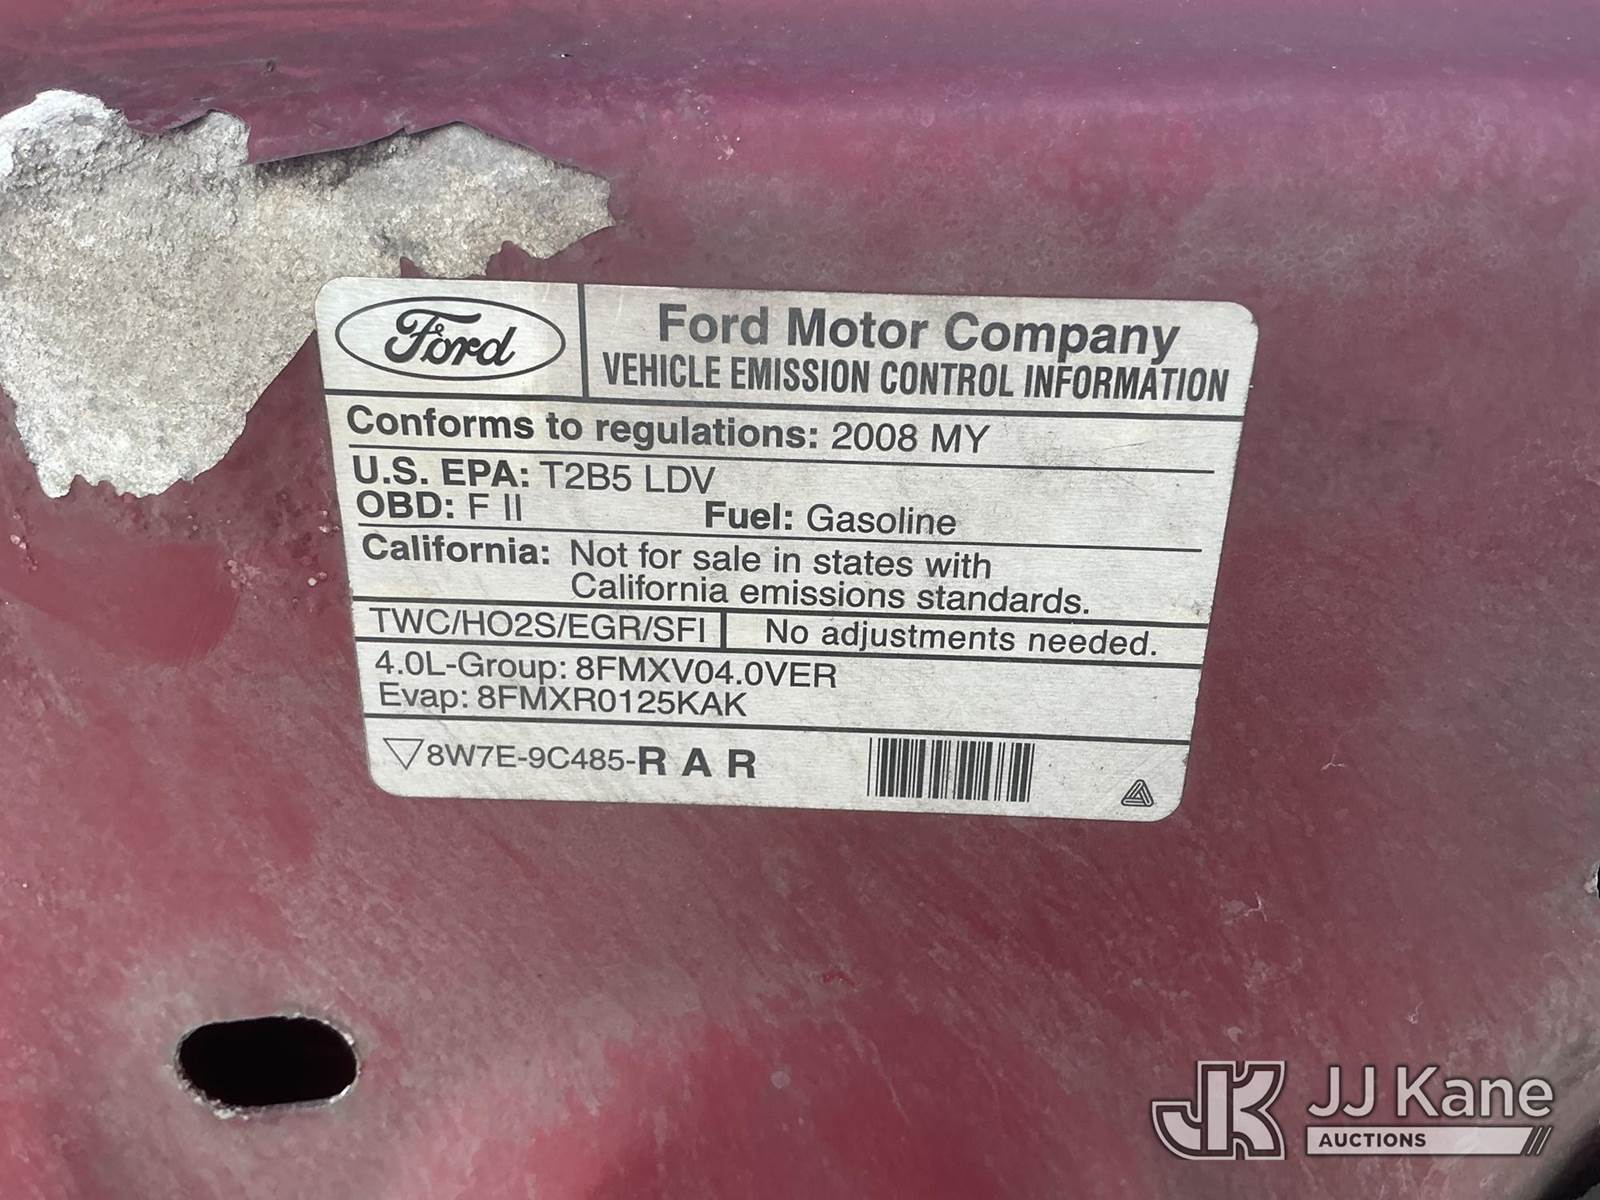 Ford
Ford Motor Company
VEHICLE EMISSION CONTROL INFORMATION
Conforms to regulations: 2008 MY
U.S. EPA: T2B5 LDV
OBD: F II Fuel: Gasoline
California: Not for sale in states with
California emissions standards.
TWC/HO2S/EGR/SFI No adjustments needed.
4.0L-Group: 8FMXV04.0VER
Evap: 8FMXR0125KAK
8W7E-9C485-R A R
JK JJ Kane
AUCTIONS